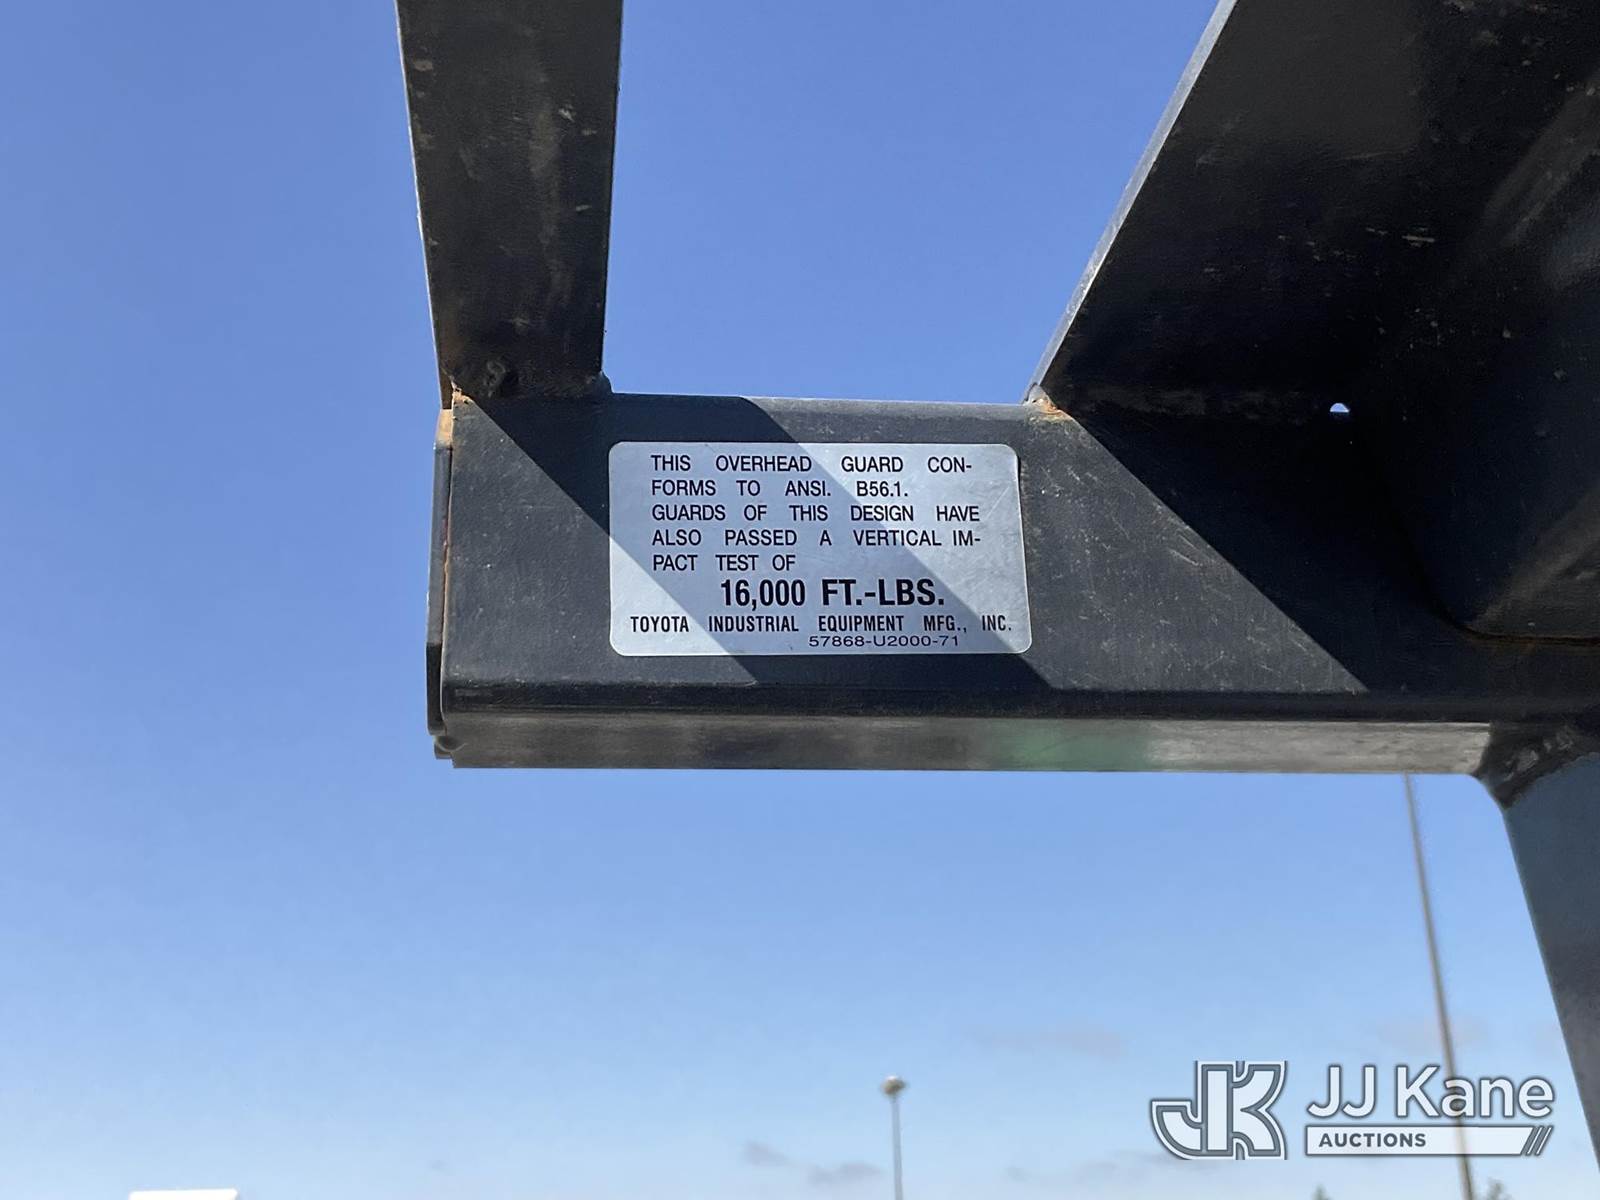 THIS OVERHEAD GUARD CON-
FORMS TO ANSI. B56.1.
GUARDS OF THIS DESIGN HAVE
ALSO PASSED A VERTICAL IM-
PACT TEST OF
16,000 FT.-LBS.
TOYOTA INDUSTRIAL EQUIPMENT MFG., INC.
57868-U2000-71
JK JJ Kane
AUCTIONS